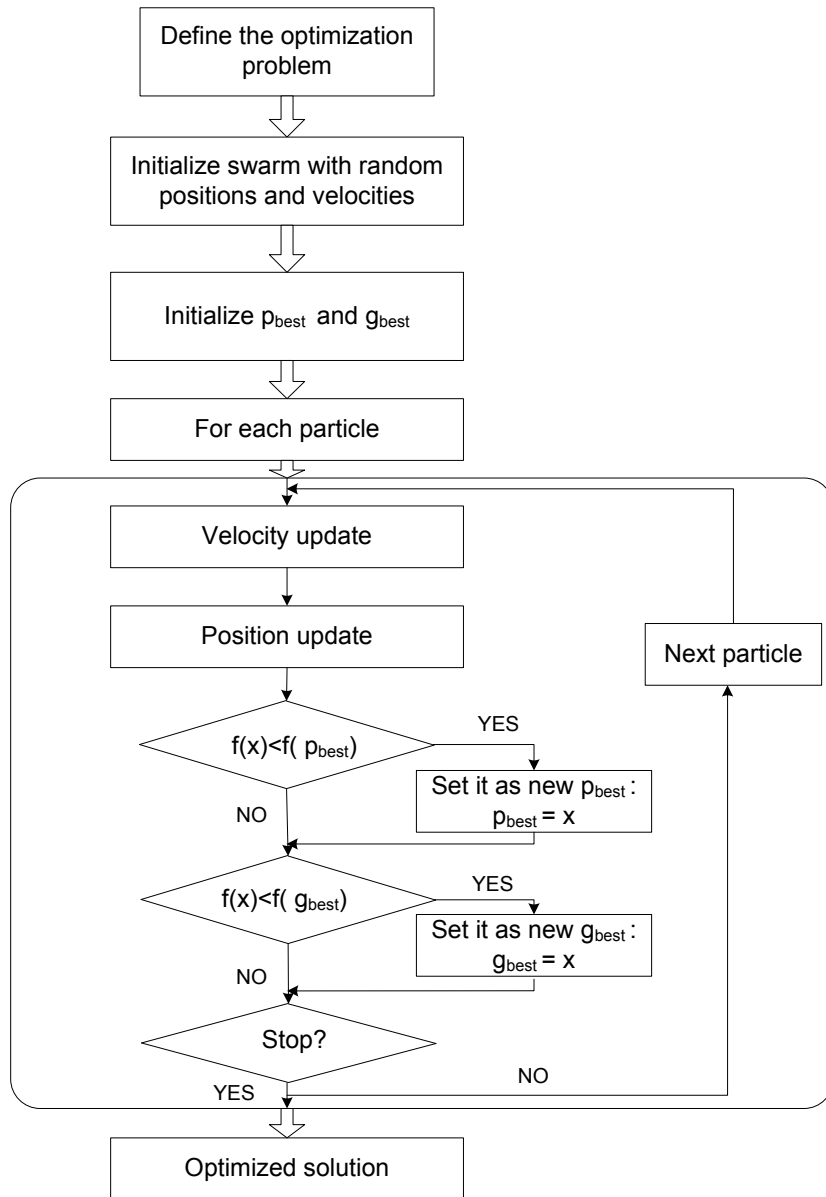 Define the optimization
problem
Initialize swarm with random
positions and velocities
Initialize pbest and gbest
For each particle
Velocity update
Position update
Next particle
f(x)<f( pbest)
YES
Set it as new pbest :
pbest = x
NO
f(x)<f( gbest)
YES
Set it as new gbest :
gbest = x
NO
Stop?
NO
YES
Optimized solution